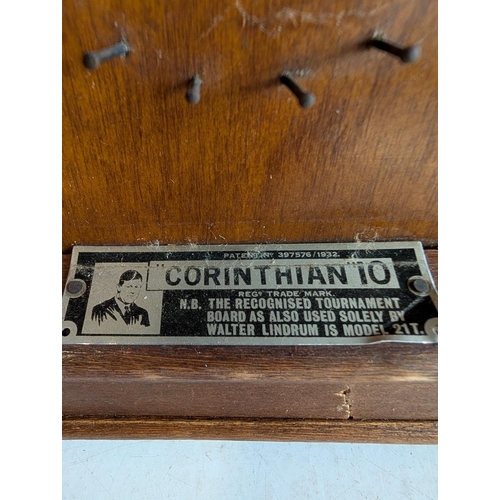 PATENT Nº 397576/1932.
"CORINTHIAN 10
REGD TRADE MARK.
N.B. THE RECOGNISED TOURNAMENT
BOARD AS ALSO USED SOLELY BY
WALTER LINDRUM IS MODEL 21T.